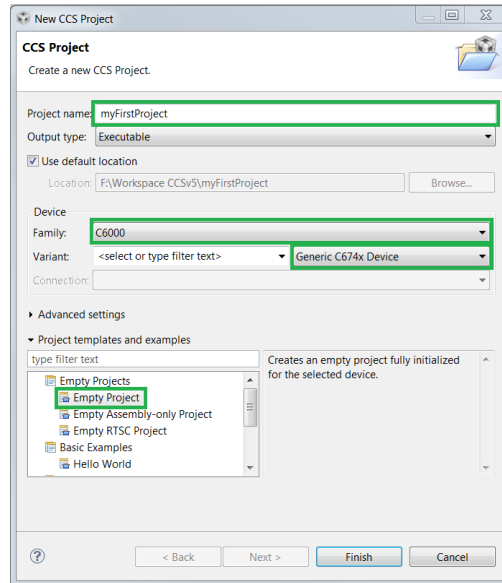 New CCS Project
CCS Project
Create a new CCS Project.
Project name: myFirstProject
Output type: Executable
Use default location
Location: F:\Workspace CCSv5\myFirstProject Browse...
Device
Family: C6000
Variant: <select or type filter text> Generic C674x Device
Connection:
Advanced settings
Project templates and examples
type filter text
Creates an empty project fully initialized
for the selected device.
Empty Projects
Empty Project
Empty Assembly-only Project
Empty RTSC Project
Basic Examples
Hello World
< Back Next > Finish Cancel